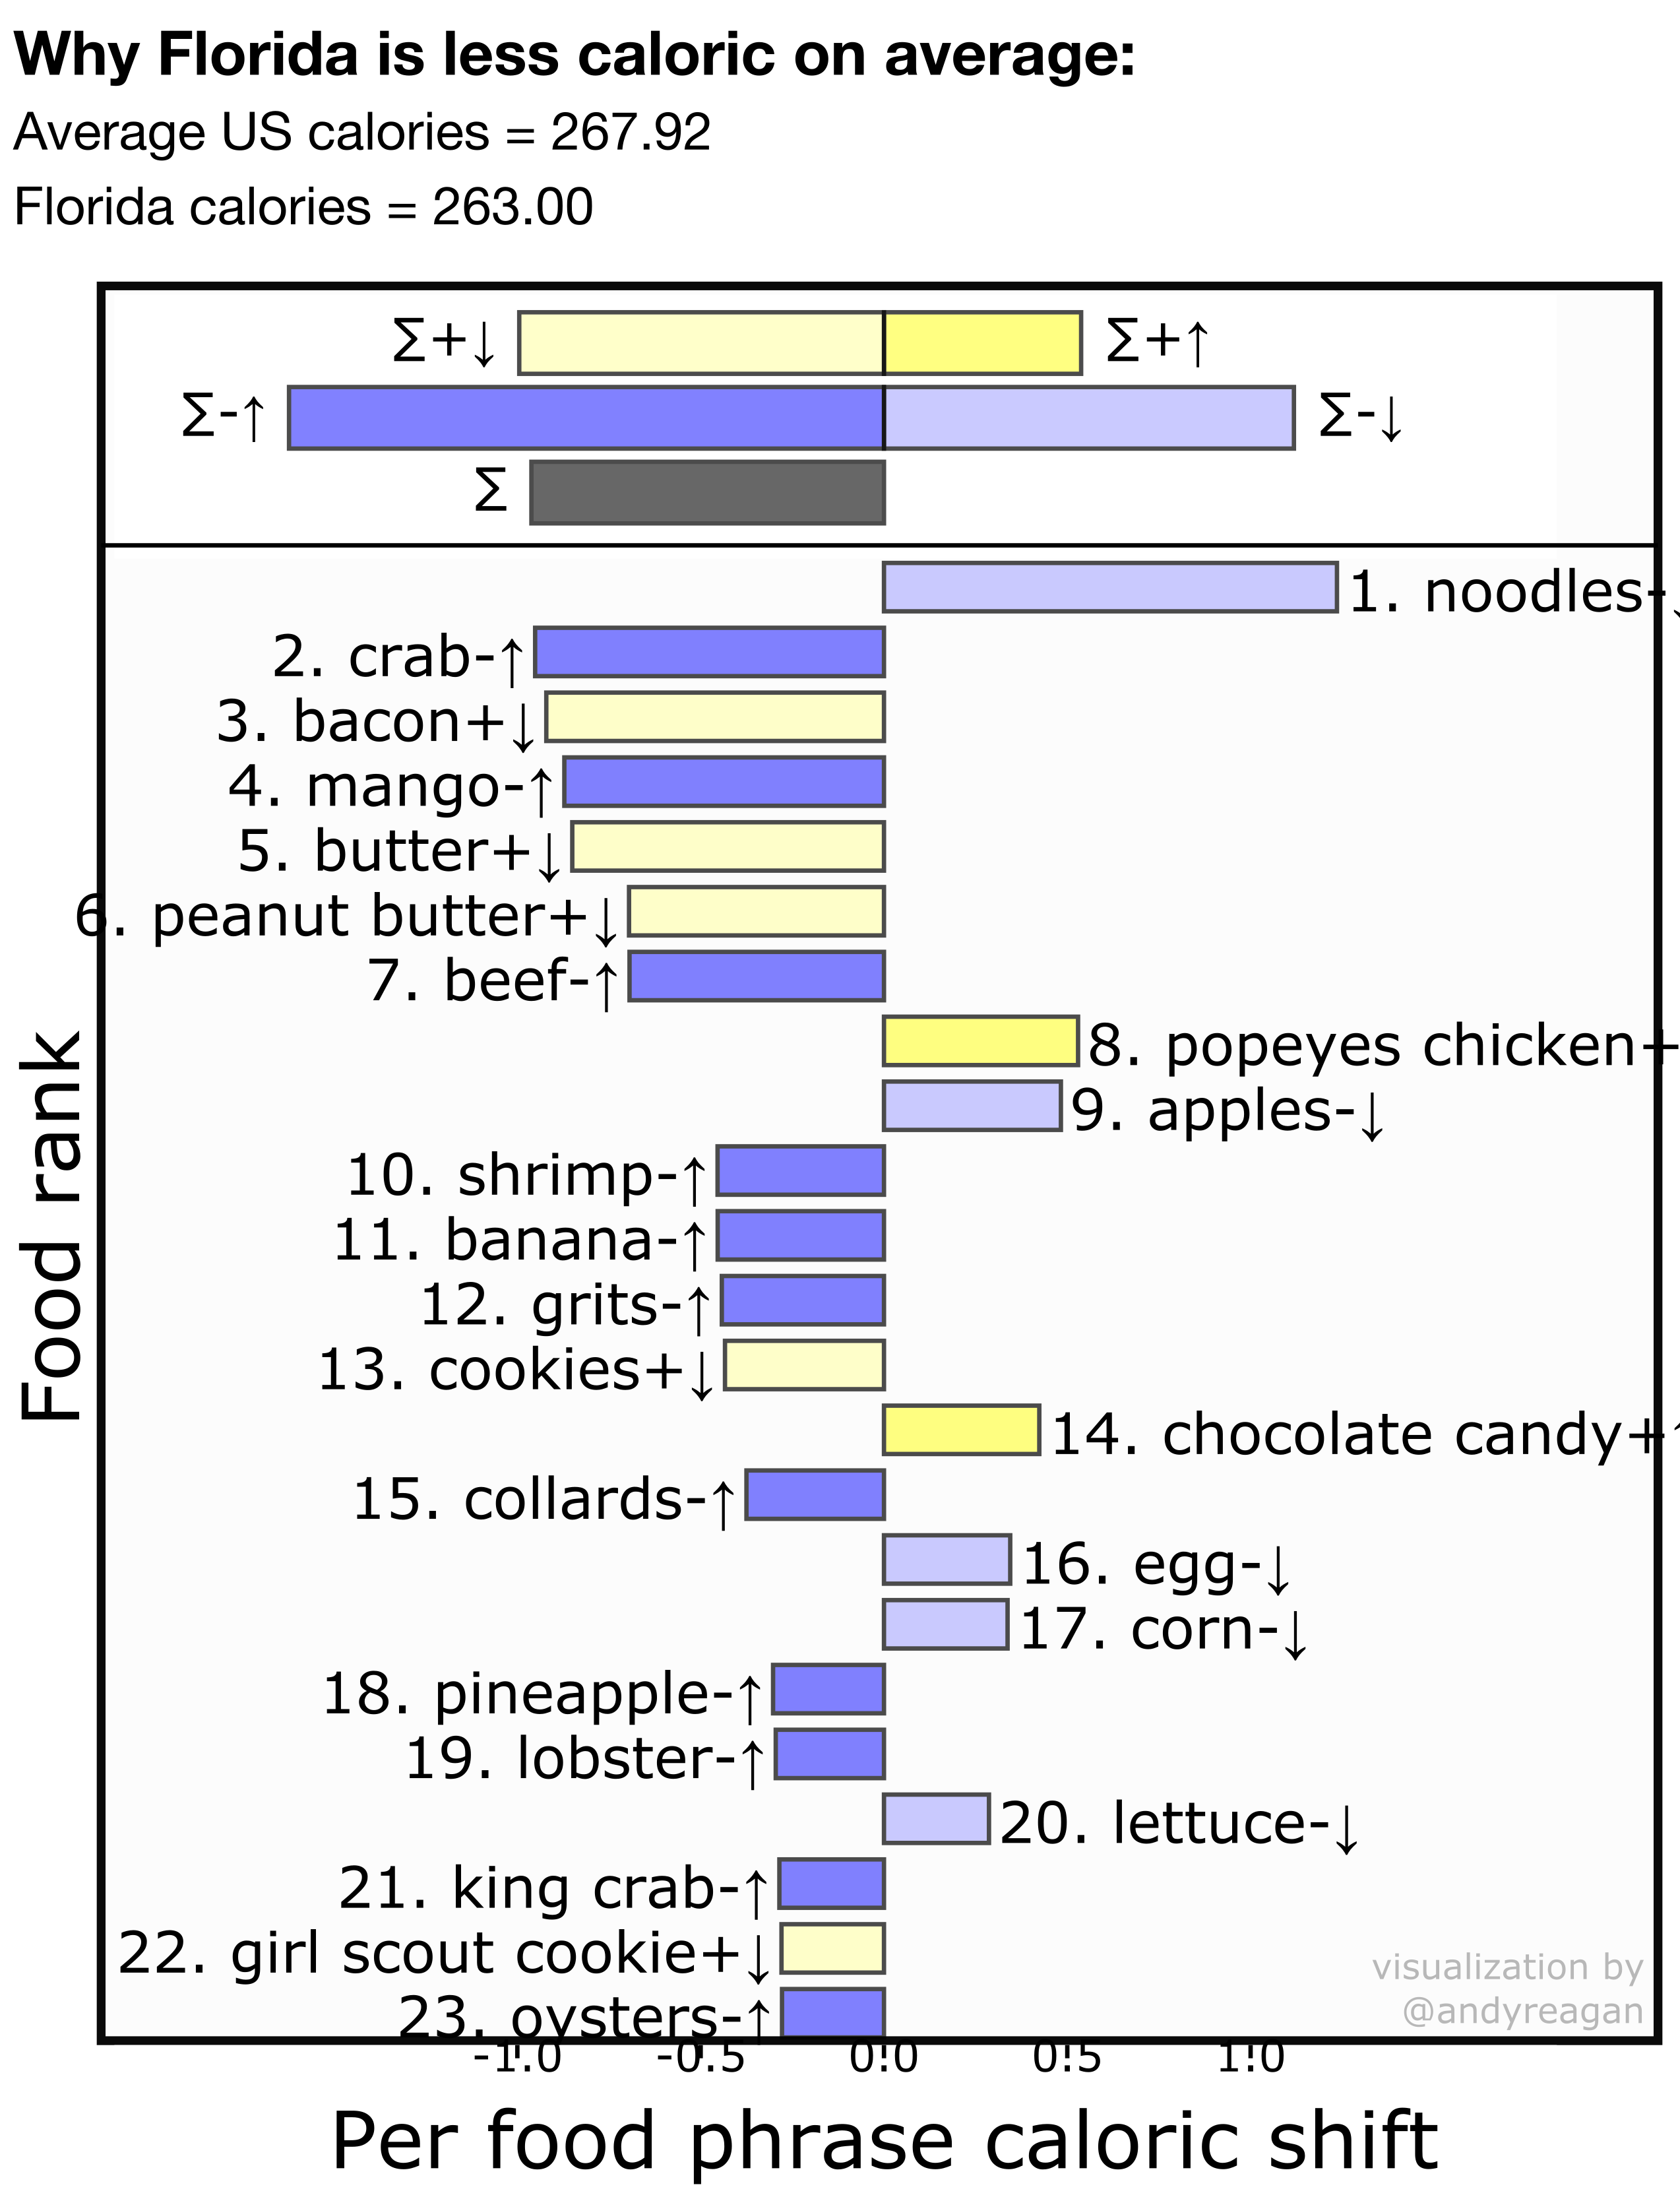 Why Florida is less caloric on average:
Average US calories = 267.92
Florida calories = 263.00
∑+↓ ∑+↑
∑-↑ ∑-↓
∑
1. noodles-↓
2. crab-↑
3. bacon+↓
4. mango-↑
5. butter+↓
6. peanut butter+↓
7. beef-↑
8. popeyes chicken+
9. apples-↓
10. shrimp-↑
11. banana-↑
12. grits-↑
13. cookies+↓
14. chocolate candy+↑
15. collards-↑
16. egg-↓
17. corn-↓
18. pineapple-↑
19. lobster-↑
20. lettuce-↓
21. king crab-↑
22. girl scout cookie+↓
23. oysters-↑
Food rank
visualization by
@andyreagan
-1.0 -0.5 0.0 0.5 1.0
Per food phrase caloric shift